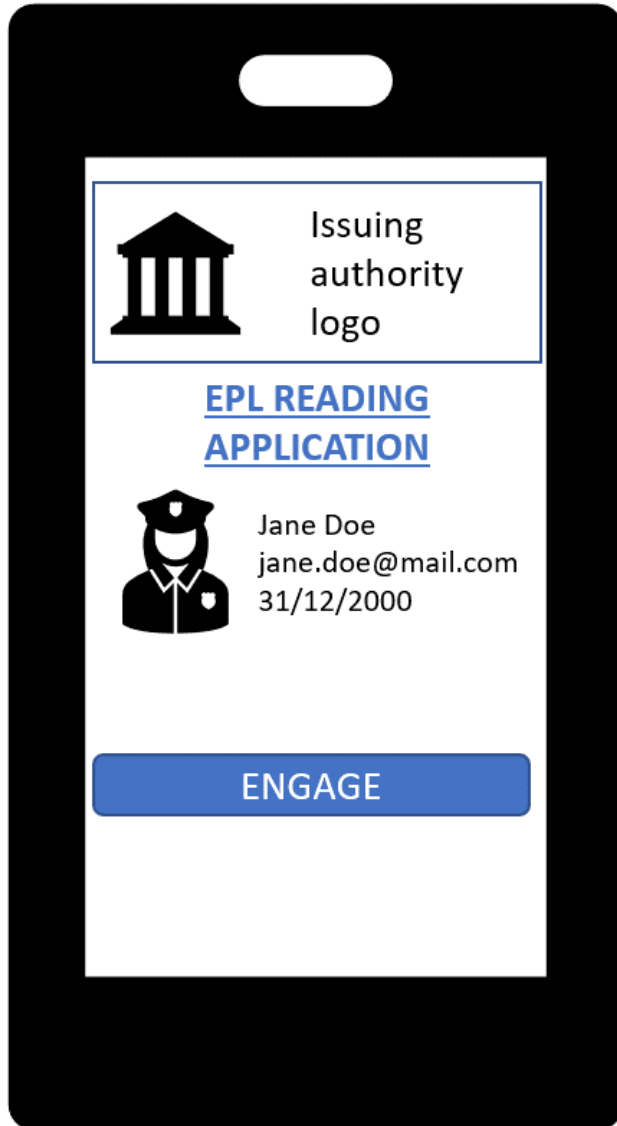 Issuing
authority
logo
EPL READING
APPLICATION
Jane Doe
jane.doe@mail.com
31/12/2000
ENGAGE